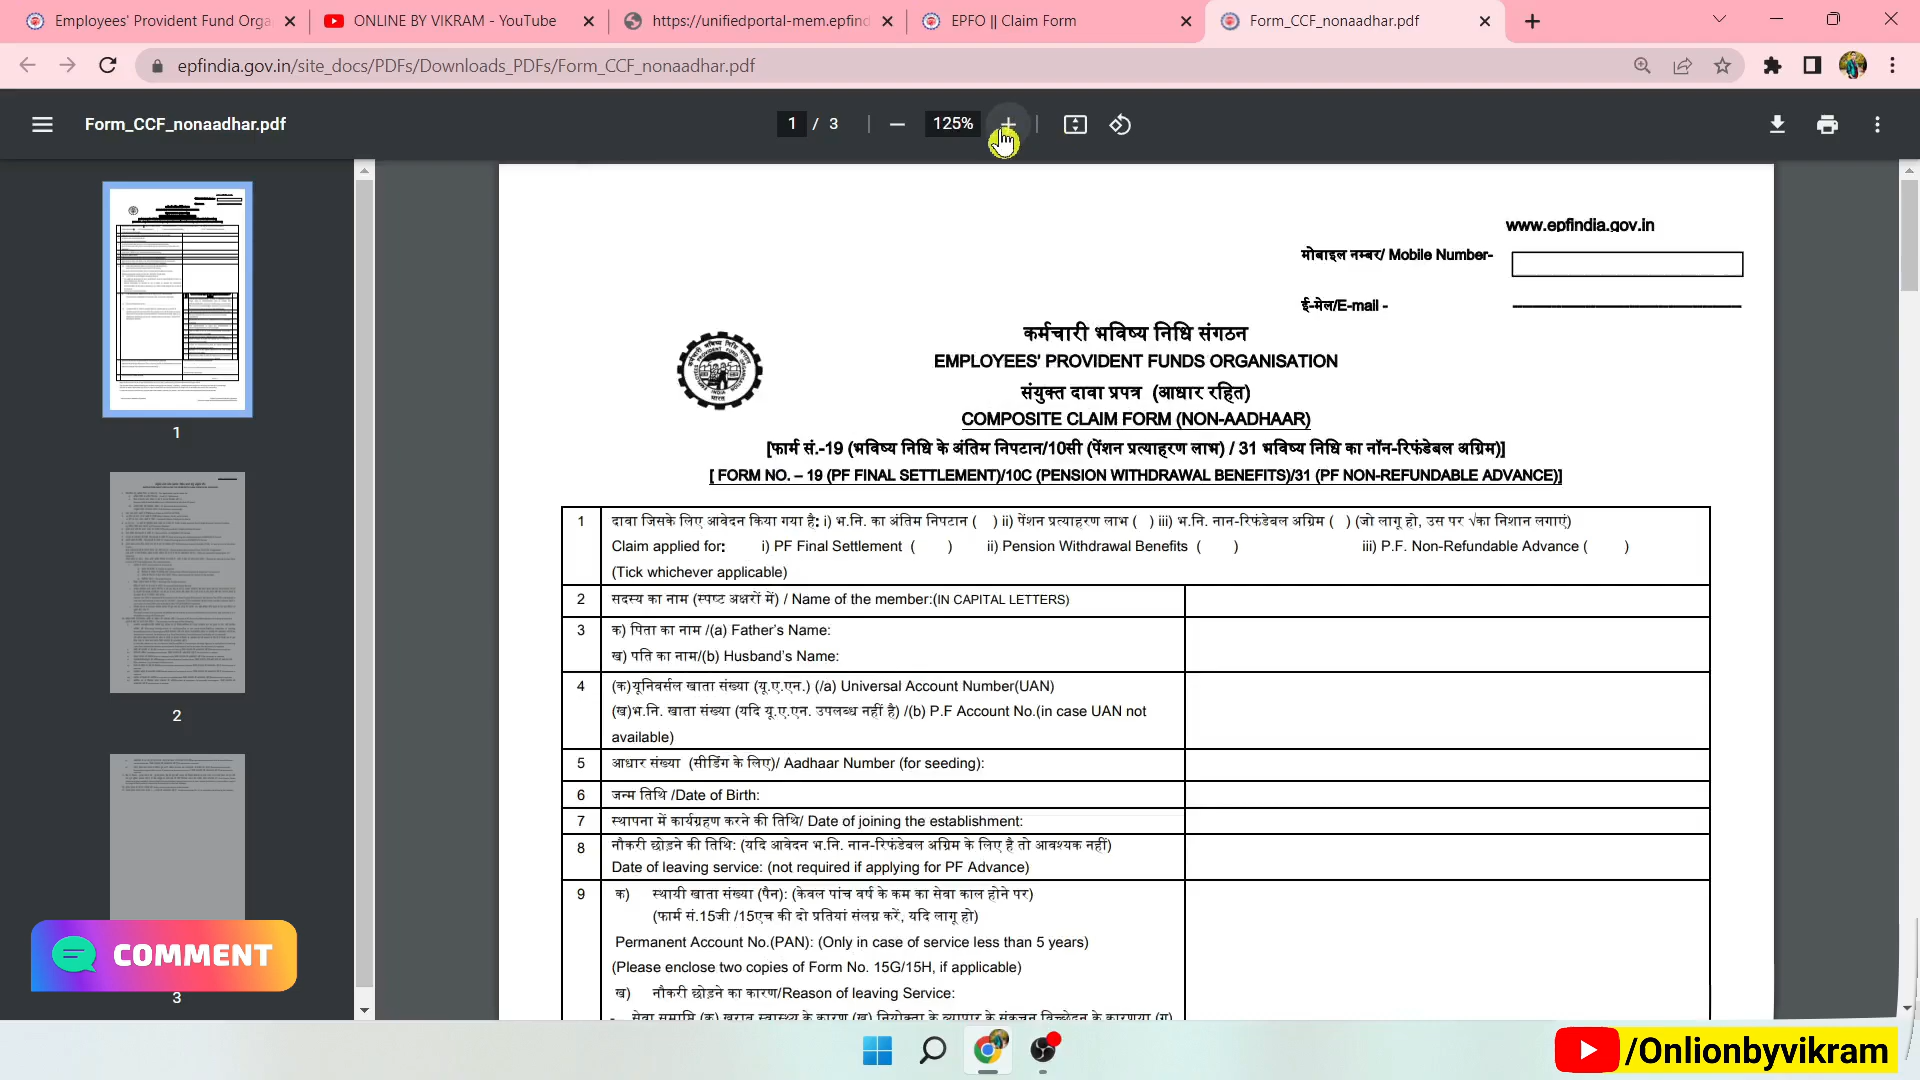 Employees' Provident Fund Orga
ONLINE BY VIKRAM - YouTube
https://unifiedportal-mem.epfind
EPFO || Claim Form
Form_CCF_nonaadhar.pdf
epfindia.gov.in/site_docs/PDFs/Downloads_PDFs/Form_CCF_nonaadhar.pdf
Form_CCF_nonaadhar.pdf
1 / 3
125%
www.epfindia.gov.in
मोबाइल नम्बर/ Mobile Number-
ई-मेल/E-mail -
कर्मचारी भविष्य निधि संगठन
EMPLOYEES' PROVIDENT FUNDS ORGANISATION
संयुक्त दावा प्रपत्र (आधार रहित)
COMPOSITE CLAIM FORM (NON-AADHAAR)
[फार्म सं.-19 (भविष्य निधि के अंतिम निपटान/10सी (पेंशन प्रत्याहरण लाभ) / 31 भविष्य निधि का नॉन-रिफंडेबल अग्रिम)]
[ FORM NO. – 19 (PF FINAL SETTLEMENT)/10C (PENSION WITHDRAWAL BENEFITS)/31 (PF NON-REFUNDABLE ADVANCE)]
1 दावा जिसके लिए आवेदन किया गया है: i) भ.नि. का अंतिम निपटान ( ) ii) पेंशन प्रत्याहरण लाभ ( ) iii) भ.नि. नान-रिफंडेबल अग्रिम ( ) (जो लागू हो, उस पर √का निशान लगाएं)
Claim applied for: i) PF Final Settlement ( ) ii) Pension Withdrawal Benefits ( ) iii) P.F. Non-Refundable Advance ( )
(Tick whichever applicable)
2 सदस्य का नाम (स्पष्ट अक्षरों में) / Name of the member:(IN CAPITAL LETTERS)
3 क) पिता का नाम /(a) Father's Name:
ख) पति का नाम/(b) Husband's Name:
4 (क)यूनिवर्सल खाता संख्या (यू.ए.एन.) (/a) Universal Account Number(UAN)
(ख)भ.नि. खाता संख्या (यदि यू.ए.एन. उपलब्ध नहीं है) /(b) P.F Account No.(in case UAN not
available)
5 आधार संख्या (सीडिंग के लिए)/ Aadhaar Number (for seeding):
6 जन्म तिथि /Date of Birth:
7 स्थापना में कार्यग्रहण करने की तिथि/ Date of joining the establishment:
8 नौकरी छोड़ने की तिथि: (यदि आवेदन भ.नि. नान-रिफंडेबल अग्रिम के लिए है तो आवश्यक नहीं)
Date of leaving service: (not required if applying for PF Advance)
9 क) स्थायी खाता संख्या (पैन): (केवल पांच वर्ष के कम का सेवा काल होने पर)
(फार्म सं.15जी /15एच की दो प्रतियां संलग्न करें, यदि लागू हो)
Permanent Account No.(PAN): (Only in case of service less than 5 years)
(Please enclose two copies of Form No. 15G/15H, if applicable)
ख) नौकरी छोड़ने का कारण/Reason of leaving Service:
1
2
3
COMMENT
/Onlionbyvikram